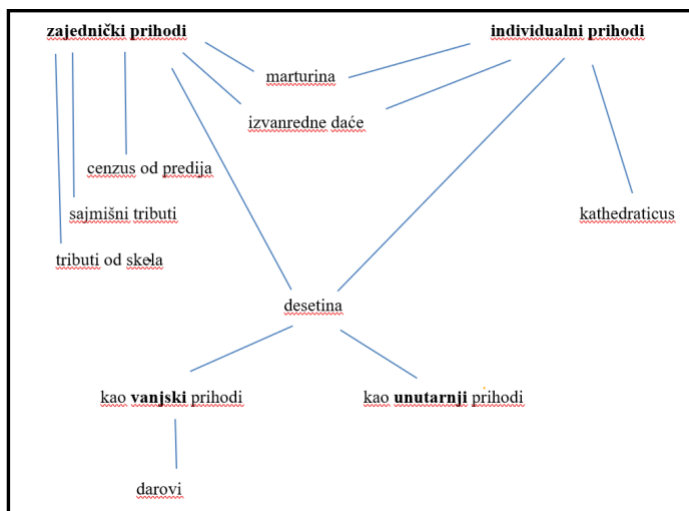 zajednički prihodi
individualni prihodi
marturina
izvanredne daće
cenzus od predija
sajmišni tributi
kathedraticus
tributi od skela
desetina
kao vanjski prihodi
kao unutarnji prihodi
darovi